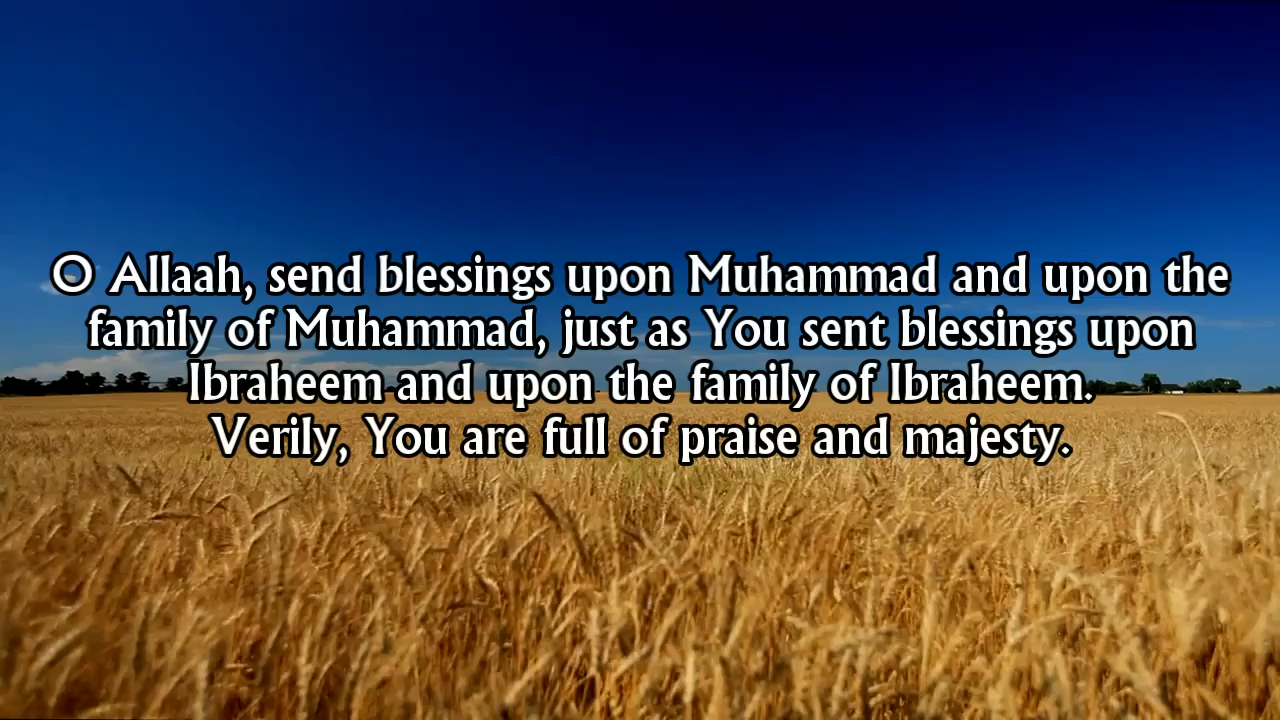 O Allaah, send blessings upon Muhammad and upon the
family of Muhammad, just as You sent blessings upon
Ibraheem and upon the family of Ibraheem.
Verily, You are full of praise and majesty.